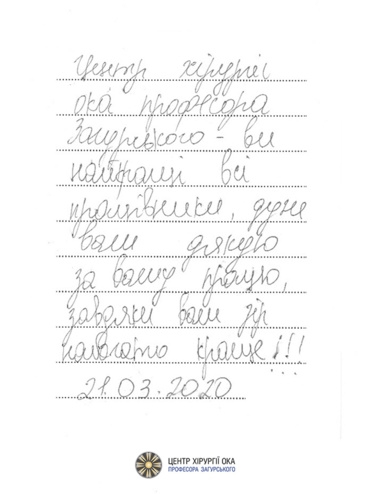 Центр хірургії
ока професора
Загурського - ви
найкращі всі
працівники, дуже
вам дякую
за вашу працю,
завдяки вам зір
набагато краще!!!
21.03.2020
ЦЕНТР ХІРУРГІЇ ОКА
ПРОФЕСОРА ЗАГУРСЬКОГО